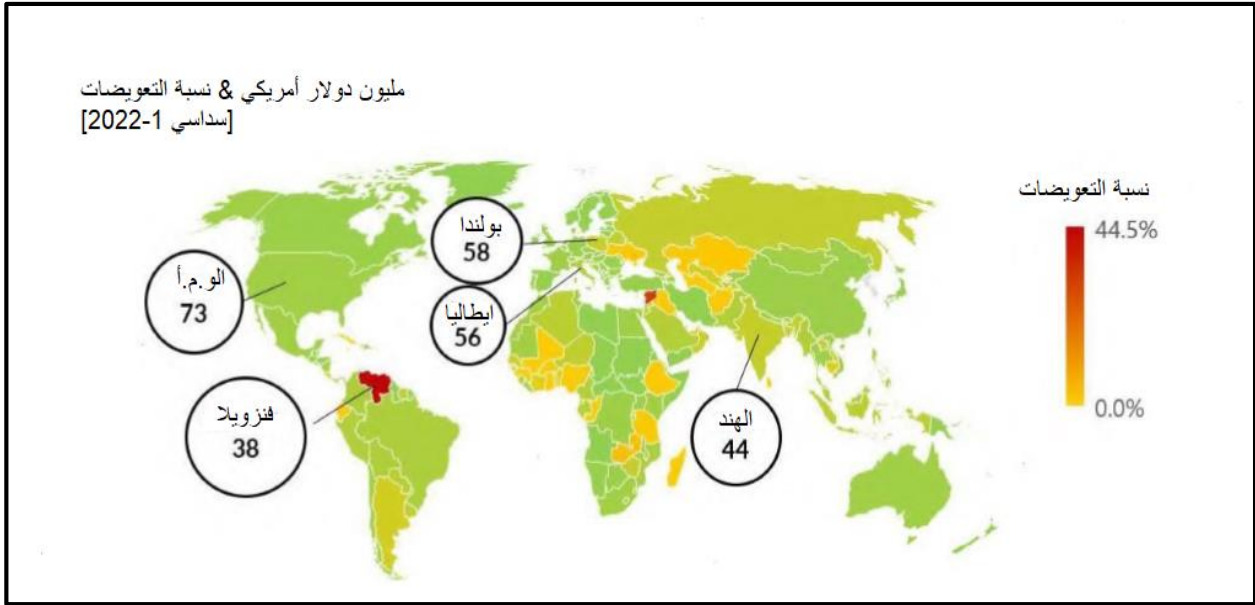 مليون دولار أمريكي & نسبة التعويضات
[سداسي 1-2022]
نسبة التعويضات
44.5%
0.0%
بولندا
58
الو.م.أ
73
ايطاليا
56
فنزويلا
38
الهند
44